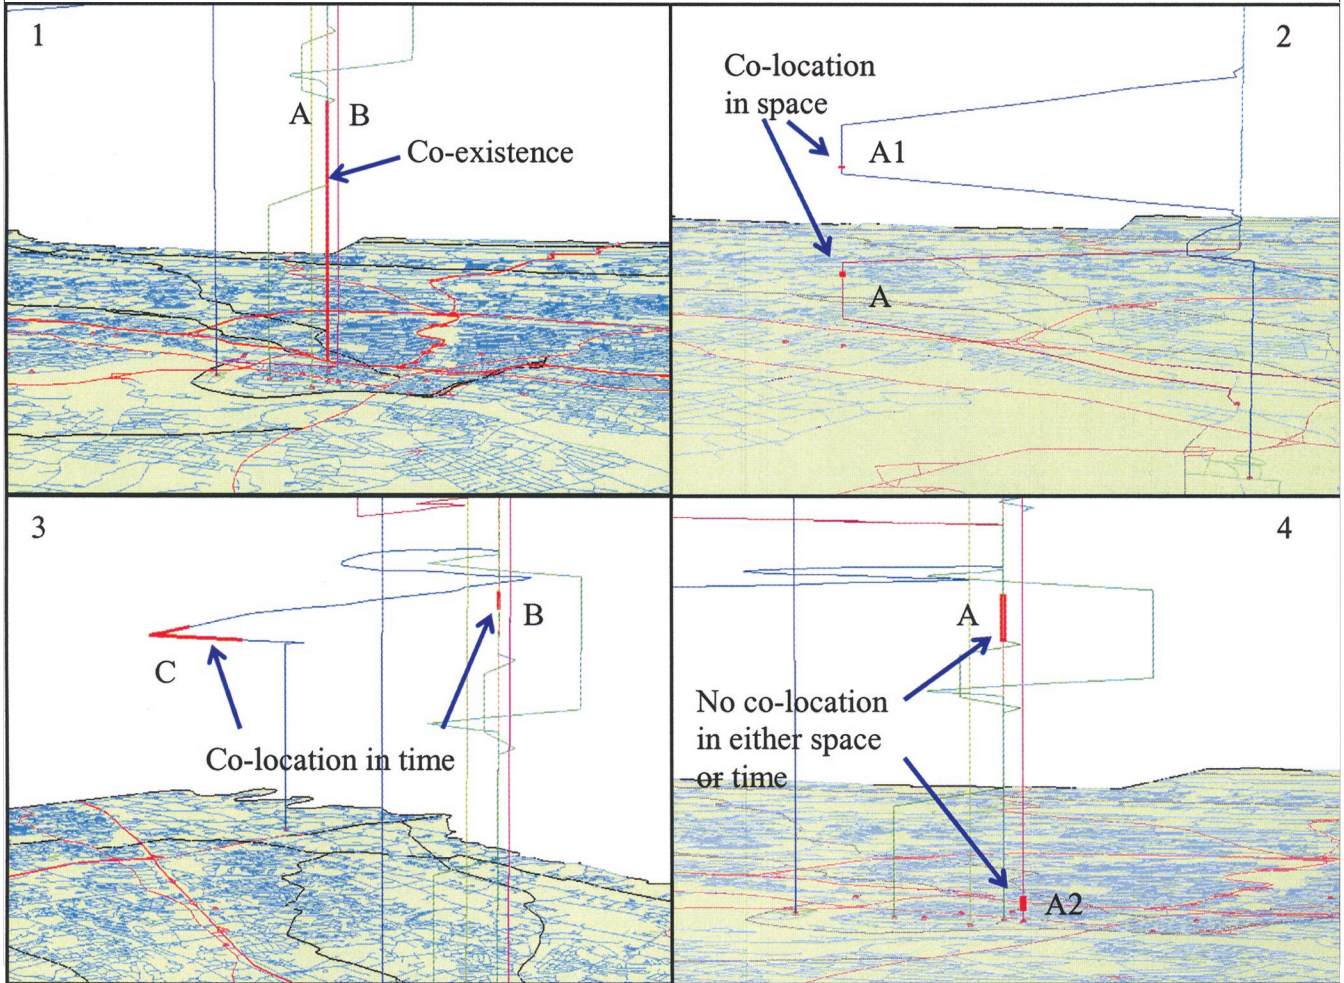 1
A B
Co-existence
2
Co-location
in space
A1
A
3
B
C
Co-location in time
4
A
No co-location
in either space
or time
A2